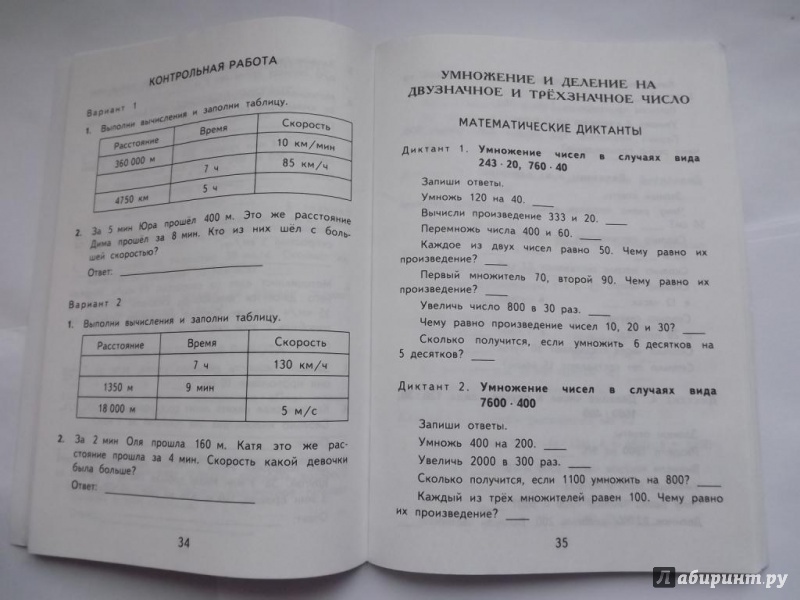 КОНТРОЛЬНАЯ РАБОТА
Вариант 1
1. Выполни вычисления и заполни таблицу.
Расстояние Время Скорость
360 000 м 10 км/мин
7 ч 85 км/ч
4750 км 5 ч
2. За 5 мин Юра прошёл 400 м. Это же расстояние
Дима прошёл за 8 мин. Кто из них шёл с боль-
шей скоростью?
Ответ:
Вариант 2
1. Выполни вычисления и заполни таблицу.
Расстояние Время Скорость
7 ч 130 км/ч
1350 м 9 мин
18 000 м 5 м/с
2. За 2 мин Оля прошла 160 м. Катя это же рас-
стояние прошла за 4 мин. Скорость какой девочки
была больше?
Ответ:
34
УМНОЖЕНИЕ И ДЕЛЕНИЕ НА
ДВУЗНАЧНОЕ И ТРЁХЗНАЧНОЕ ЧИСЛО
МАТЕМАТИЧЕСКИЕ ДИКТАНТЫ
Диктант 1. Умножение чисел в случаях вида
243 · 20, 760 · 40
Запиши ответы.
Умножь 120 на 40.
Вычисли произведение 333 и 20.
Перемножь числа 400 и 60.
Каждое из двух чисел равно 50. Чему равно их
произведение?
Первый множитель 70, второй 90. Чему равно их
произведение?
Увеличь число 800 в 30 раз.
Чему равно произведение чисел 10, 20 и 30?
Сколько получится, если умножить 6 десятков на
5 десятков?
Диктант 2. Умножение чисел в случаях вида
7600 · 400
Запиши ответы.
Умножь 400 на 200.
Увеличь 2000 в 300 раз.
Сколько получится, если 1100 умножить на 800?
Каждый из трёх множителей равен 100. Чему равно
их произведение?
35
Лабиринт.ру